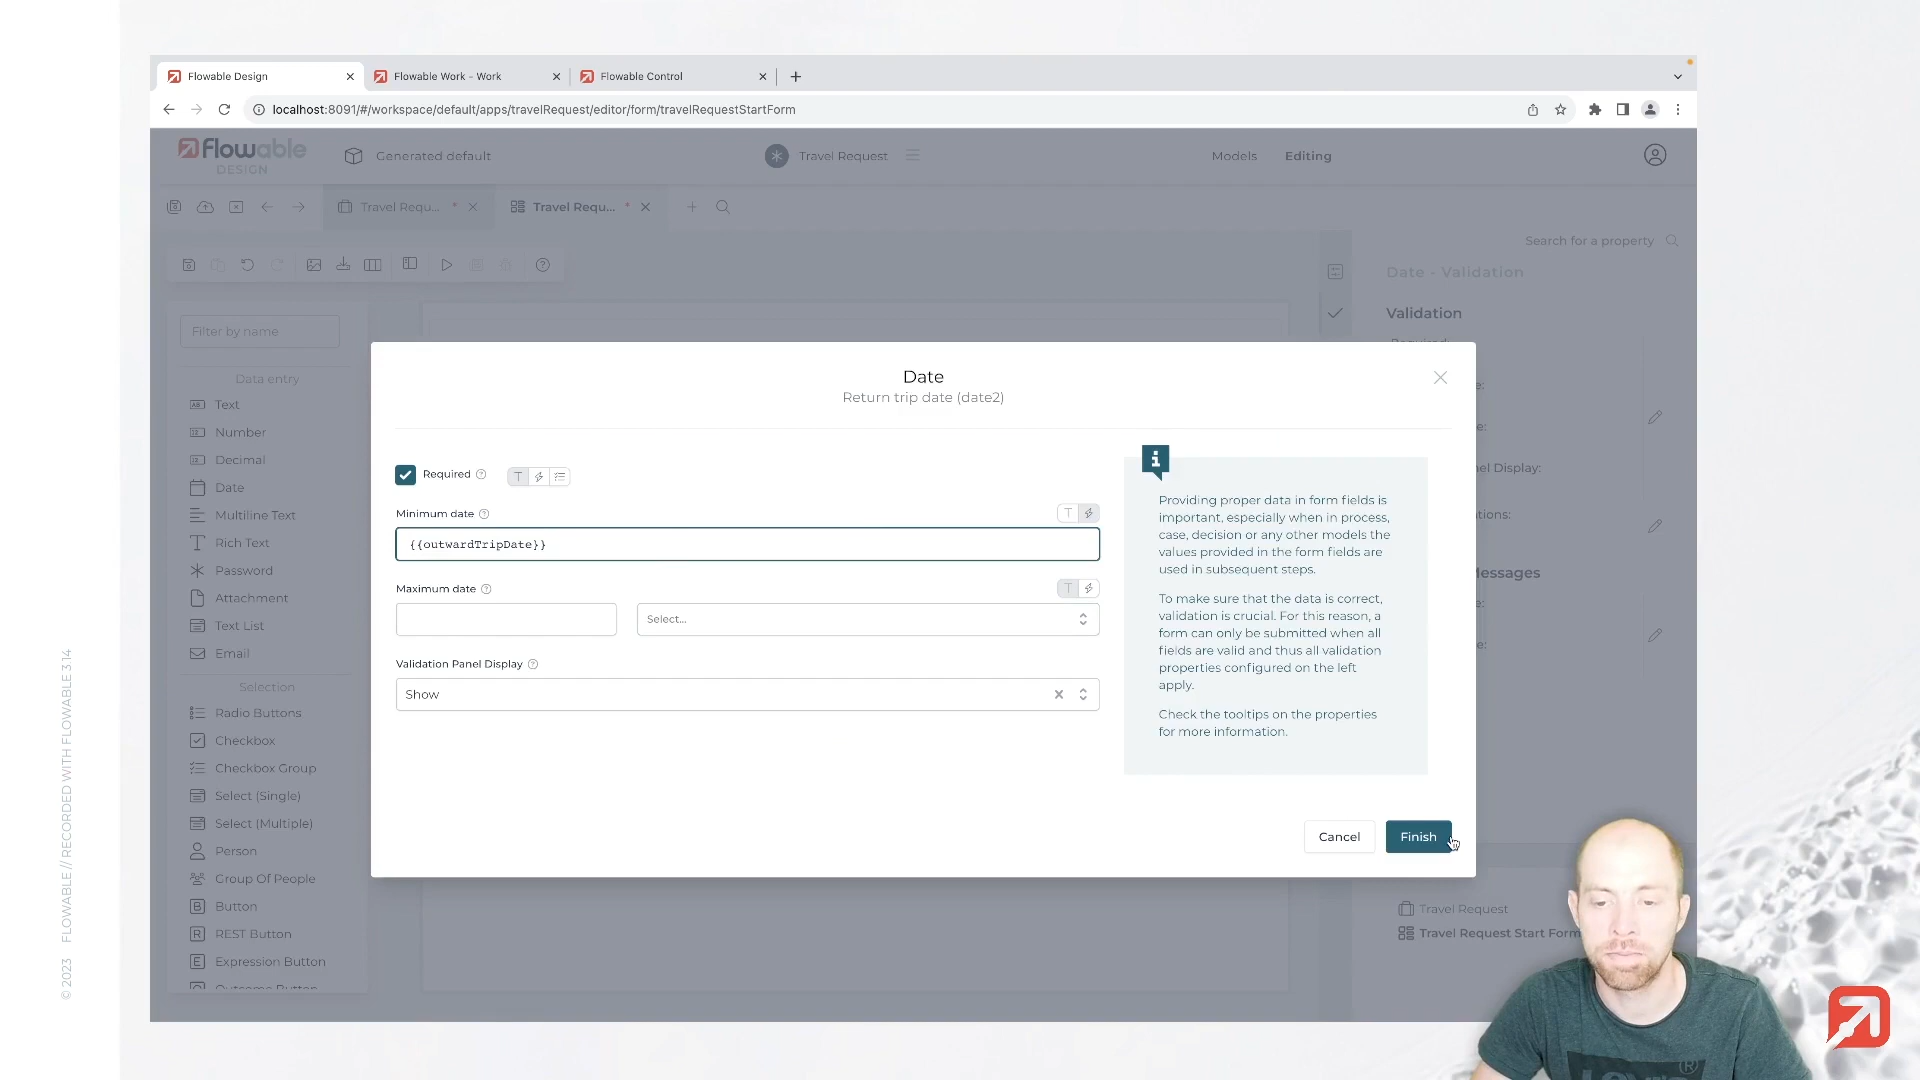 Flowable Design
Flowable Work - Work
Flowable Control
localhost:8091/#/workspace/default/apps/travelRequest/editor/form/travelRequestStartForm
Flowable
DESIGN
Generated default
Travel Request
Models
Editing
Travel Requ... *
Travel Requ... *
Search for a property
Date - Validation
Validation
Filter by name
Data entry
Text
Number
Decimal
Date
Multiline Text
Rich Text
Password
Attachment
Text List
Email
Selection
Radio Buttons
Checkbox
Checkbox Group
Select (Single)
Select (Multiple)
Person
Group Of People
Button
REST Button
Expression Button
Outcome Button
Date
Return trip date (date2)
Required
Minimum date
{{outwardTripDate}}
Maximum date
Select...
Validation Panel Display
Show
Providing proper data in form fields is
important, especially when in process,
case, decision or any other models the
values provided in the form fields are
used in subsequent steps.
To make sure that the data is correct,
validation is crucial. For this reason, a
form can only be submitted when all
fields are valid and thus all validation
properties configured on the left
apply.
Check the tooltips on the properties
for more information.
Cancel
Finish
Required:
Display:
Messages
Travel Request
Travel Request Start Form
© 2023 FLOWABLE // RECORDED WITH FLOWABLE 3.14